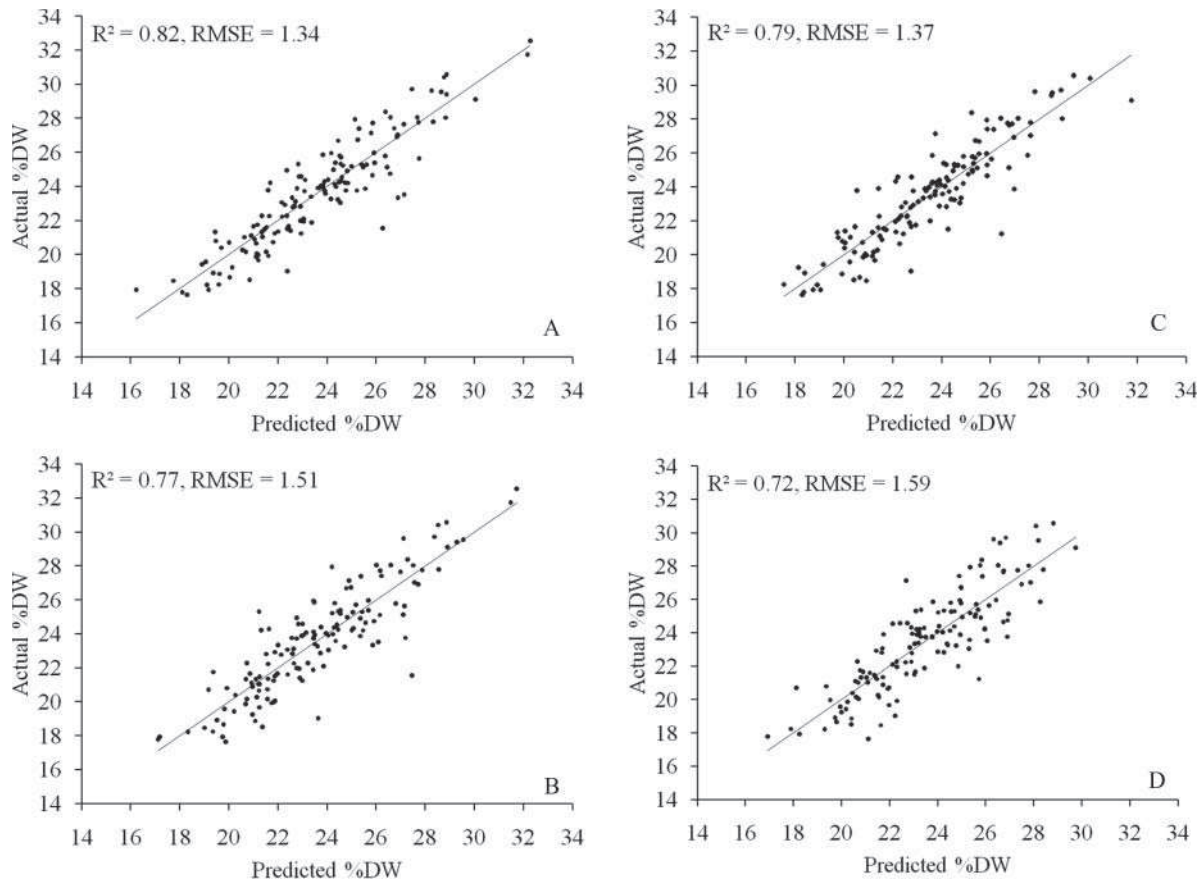 R² = 0.82, RMSE = 1.34
34
32
30
28
26
24
22
20
18
16
14
Actual %DW
A
14 16 18 20 22 24 26 28 30 32 34
Predicted %DW
R² = 0.79, RMSE = 1.37
34
32
30
28
26
24
22
20
18
16
14
Actual %DW
C
14 16 18 20 22 24 26 28 30 32 34
Predicted %DW
R² = 0.77, RMSE = 1.51
34
32
30
28
26
24
22
20
18
16
14
Actual %DW
B
14 16 18 20 22 24 26 28 30 32 34
Predicted %DW
R² = 0.72, RMSE = 1.59
34
32
30
28
26
24
22
20
18
16
14
Actual %DW
D
14 16 18 20 22 24 26 28 30 32 34
Predicted %DW